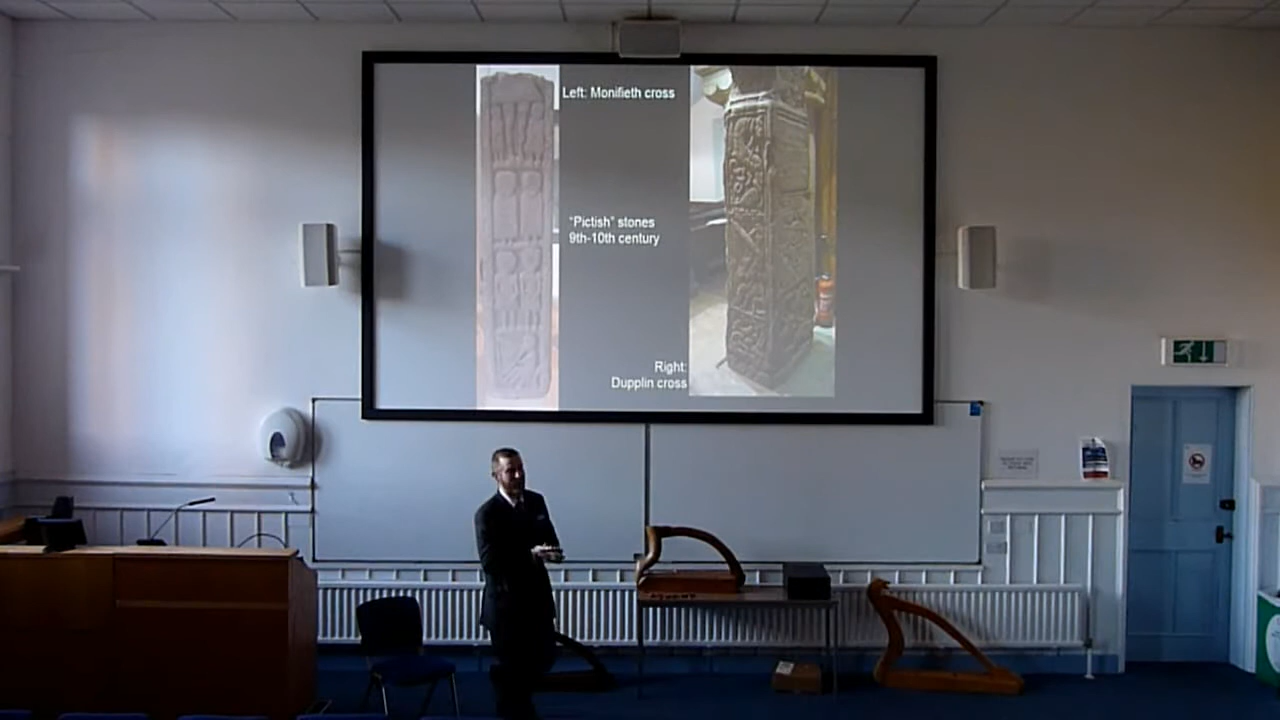 Left: Monifieth cross
"Pictish" stones
9th-10th century
Right:
Dupplin cross